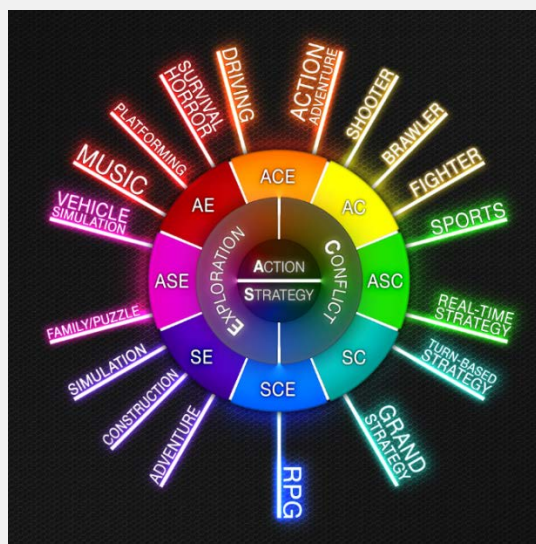 DRIVING
ACTION
ADVENTURE
SHOOTER
BRAWLER
FIGHTER
SPORTS
REAL-TIME
STRATEGY
TURN-BASED
STRATEGY
GRAND
STRATEGY
RPG
ADVENTURE
CONSTRUCTION
SIMULATION
FAMILY/PUZZLE
VEHICLE
SIMULATION
MUSIC
PLATFORMING
SURVIVAL
HORROR
ACE
AC
ASC
SC
SCE
SE
ASE
AE
EXPLORATION
CONFLICT
ACTION
STRATEGY